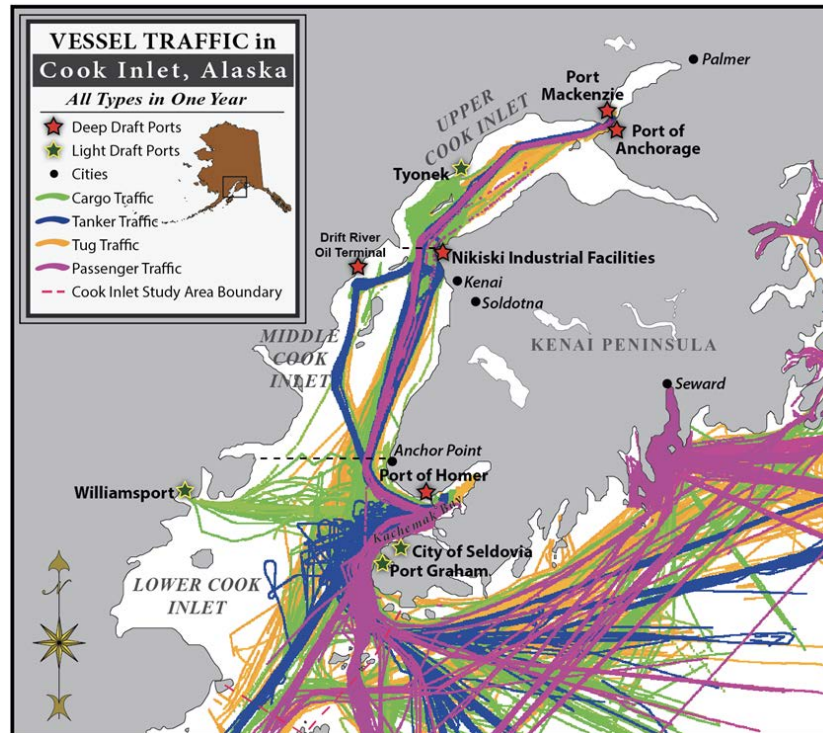 VESSEL TRAFFIC in
Cook Inlet, Alaska
All Types in One Year
Deep Draft Ports
Light Draft Ports
Cities
Cargo Traffic
Tanker Traffic
Tug Traffic
Passenger Traffic
Cook Inlet Study Area Boundary
Palmer
Port
Mackenzie
Port of
Anchorage
UPPER
COOK INLET
Tyonek
Drift River
Oil Terminal
Nikiski Industrial Facilities
Kenai
Soldotna
MIDDLE
COOK
INLET
KENAI PENINSULA
Seward
Anchor Point
Port of Homer
Williamsport
Kachemak Bay
City of Seldovia
Port Graham
LOWER COOK
INLET
N